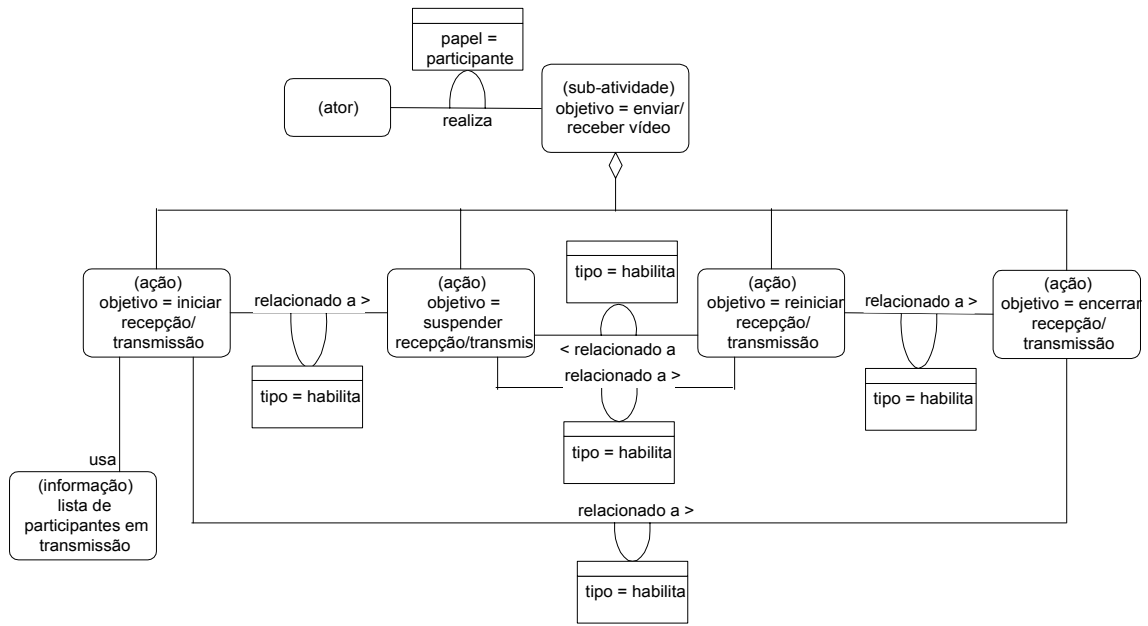 papel =
participante
(ator)
realiza
(sub-atividade)
objetivo = enviar/
receber vídeo
(ação)
objetivo = iniciar
recepção/
transmissão
relacionado a >
tipo = habilita
(ação)
objetivo =
suspender
recepção/transmis
tipo = habilita
< relacionado a
relacionado a >
tipo = habilita
(ação)
objetivo = reiniciar
recepção/
transmissão
relacionado a >
tipo = habilita
(ação)
objetivo = encerrar
recepção/
transmissão
usa
(informação)
lista de
participantes em
transmissão
relacionado a >
tipo = habilita